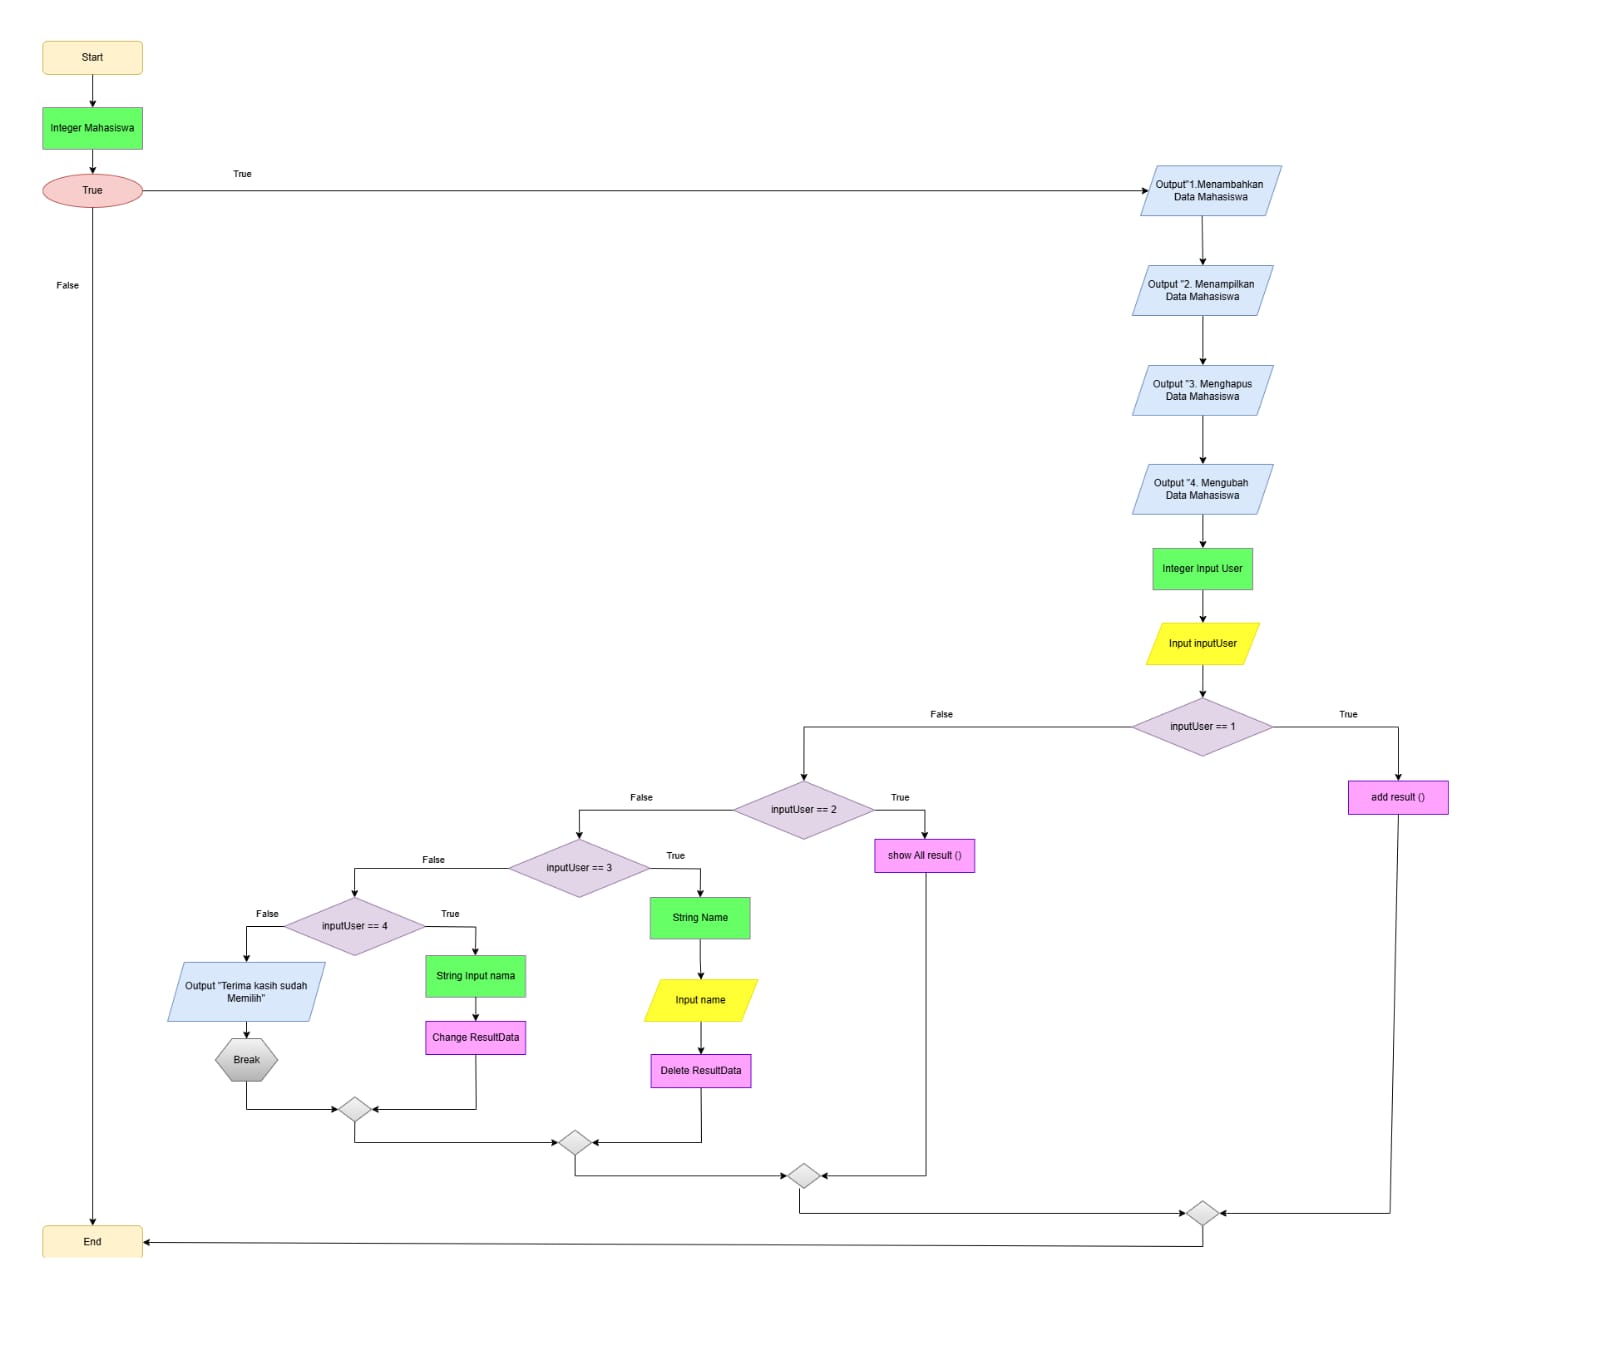 Start
Integer Mahasiswa
True
True
False
Output"1.Menambahkan
Data Mahasiswa
Output "2. Menampilkan
Data Mahasiswa
Output "3. Menghapus
Data Mahasiswa
Output "4. Mengubah
Data Mahasiswa
Integer Input User
Input inputUser
inputUser == 1
False
True
add result ()
inputUser == 2
False
True
show All result ()
inputUser == 3
False
True
String Name
Input name
Delete ResultData
inputUser == 4
False
True
String Input nama
Change ResultData
Output "Terima kasih sudah
Memilih"
Break
End